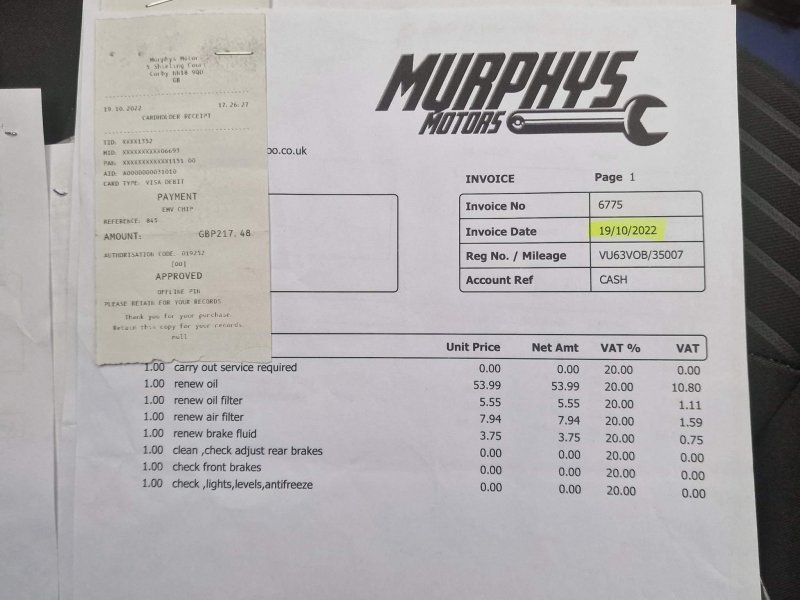 Murphys Motor
5 Shieling Court
Corby NN18 9QD
GB
19.10.2022 17.26.27
CARDHOLDER RECEIPT
TID: XXXX1352
MID: XXXXXXXXXX06693
PAN: XXXXXXXXXXXX1151 00
AID: A0000000031010
CARD TYPE: VISA DEBIT
PAYMENT
EMV CHIP
REFERENCE: 845
AMOUNT: GBP217.48
AUTHORISATION CODE: 019252
[00]
APPROVED
OFFLINE PIN
PLEASE RETAIN FOR YOUR RECORDS
Thank you for your purchase
Retain this copy for your records
null
MURPHYS
MOTORS
oo.co.uk
INVOICE Page 1
Invoice No 6775
Invoice Date 19/10/2022
Reg No. / Mileage VU63VOB/35007
Account Ref CASH
Unit Price Net Amt VAT % VAT
1.00 carry out service required 0.00 0.00 20.00 0.00
1.00 renew oil 53.99 53.99 20.00 10.80
1.00 renew oil filter 5.55 5.55 20.00 1.11
1.00 renew air filter 7.94 7.94 20.00 1.59
1.00 renew brake fluid 3.75 3.75 20.00 0.75
1.00 clean ,check adjust rear brakes 0.00 0.00 20.00 0.00
1.00 check front brakes 0.00 0.00 20.00 0.00
1.00 check ,lights,levels,antifreeze 0.00 0.00 20.00 0.00